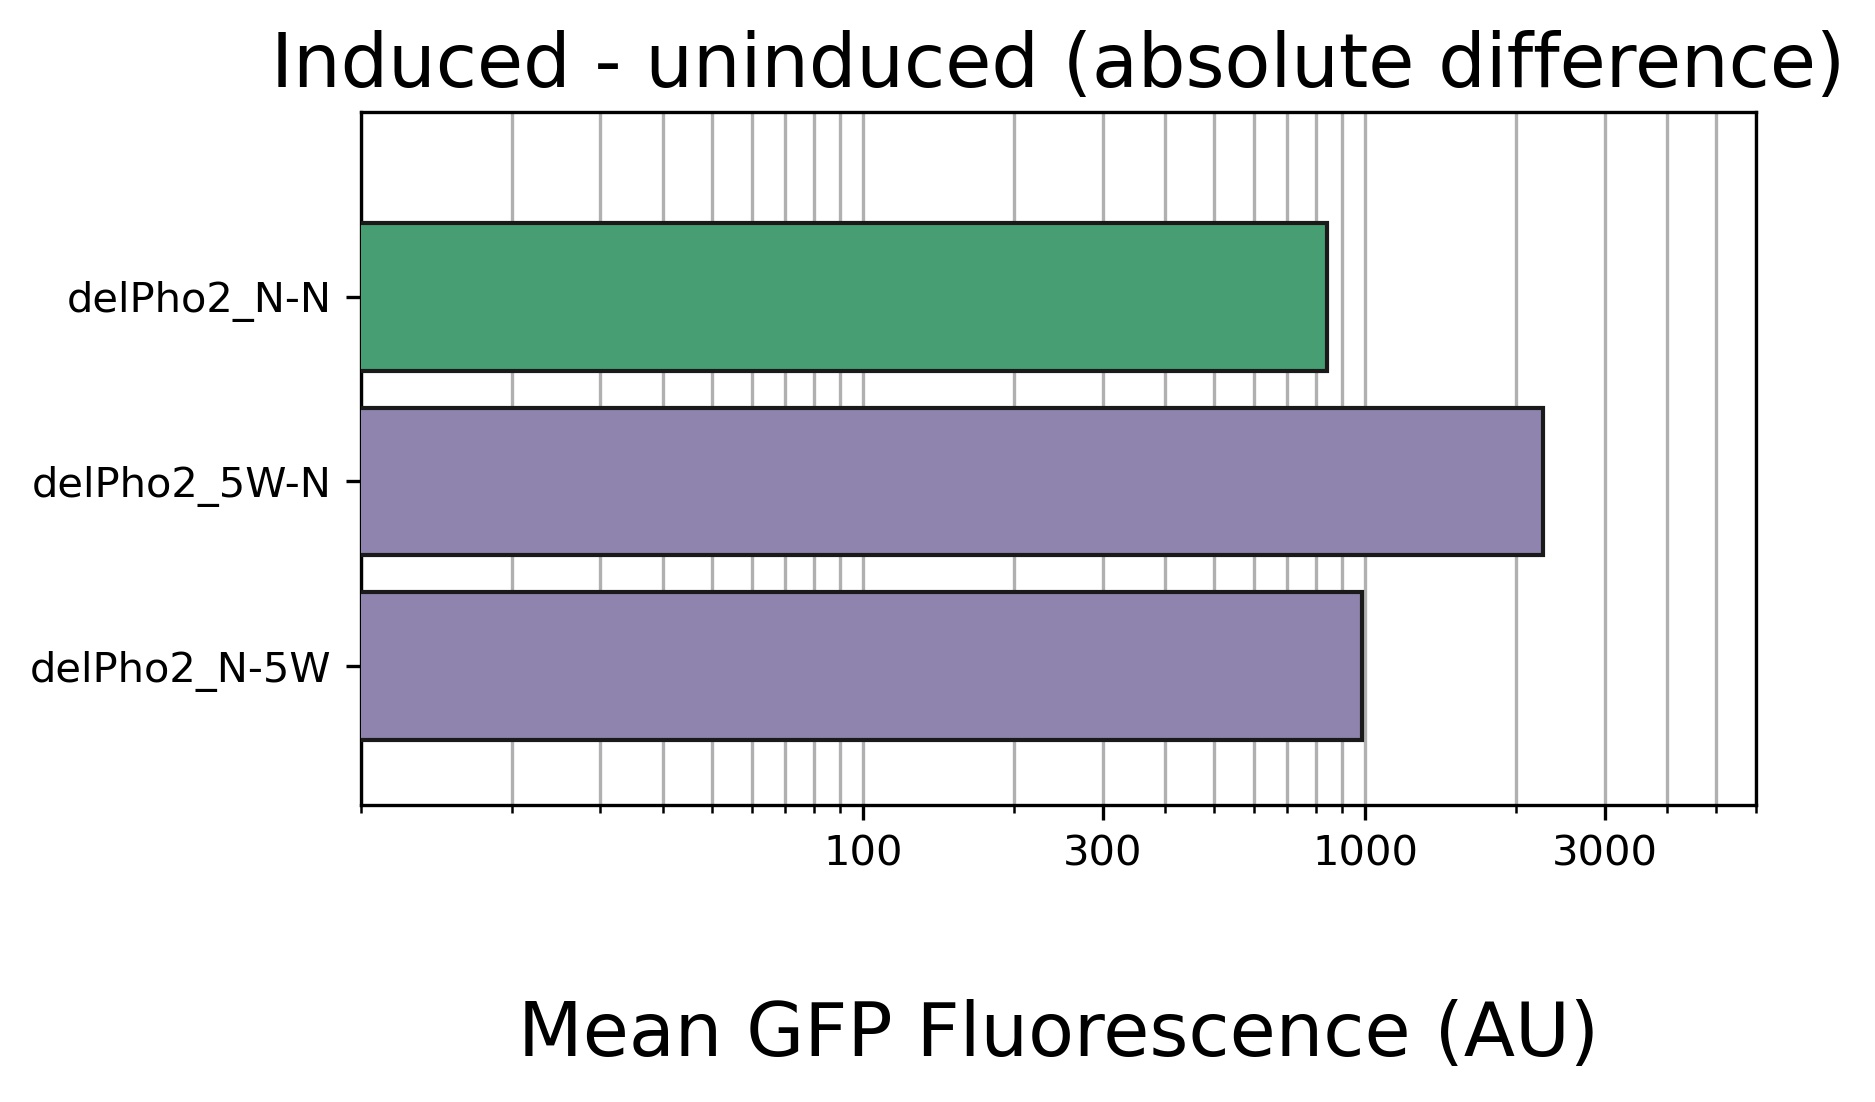 Induced - uninduced (absolute difference)
delPho2_N-N
delPho2_5W-N
delPho2_N-5W
100 300 1000 3000
Mean GFP Fluorescence (AU)